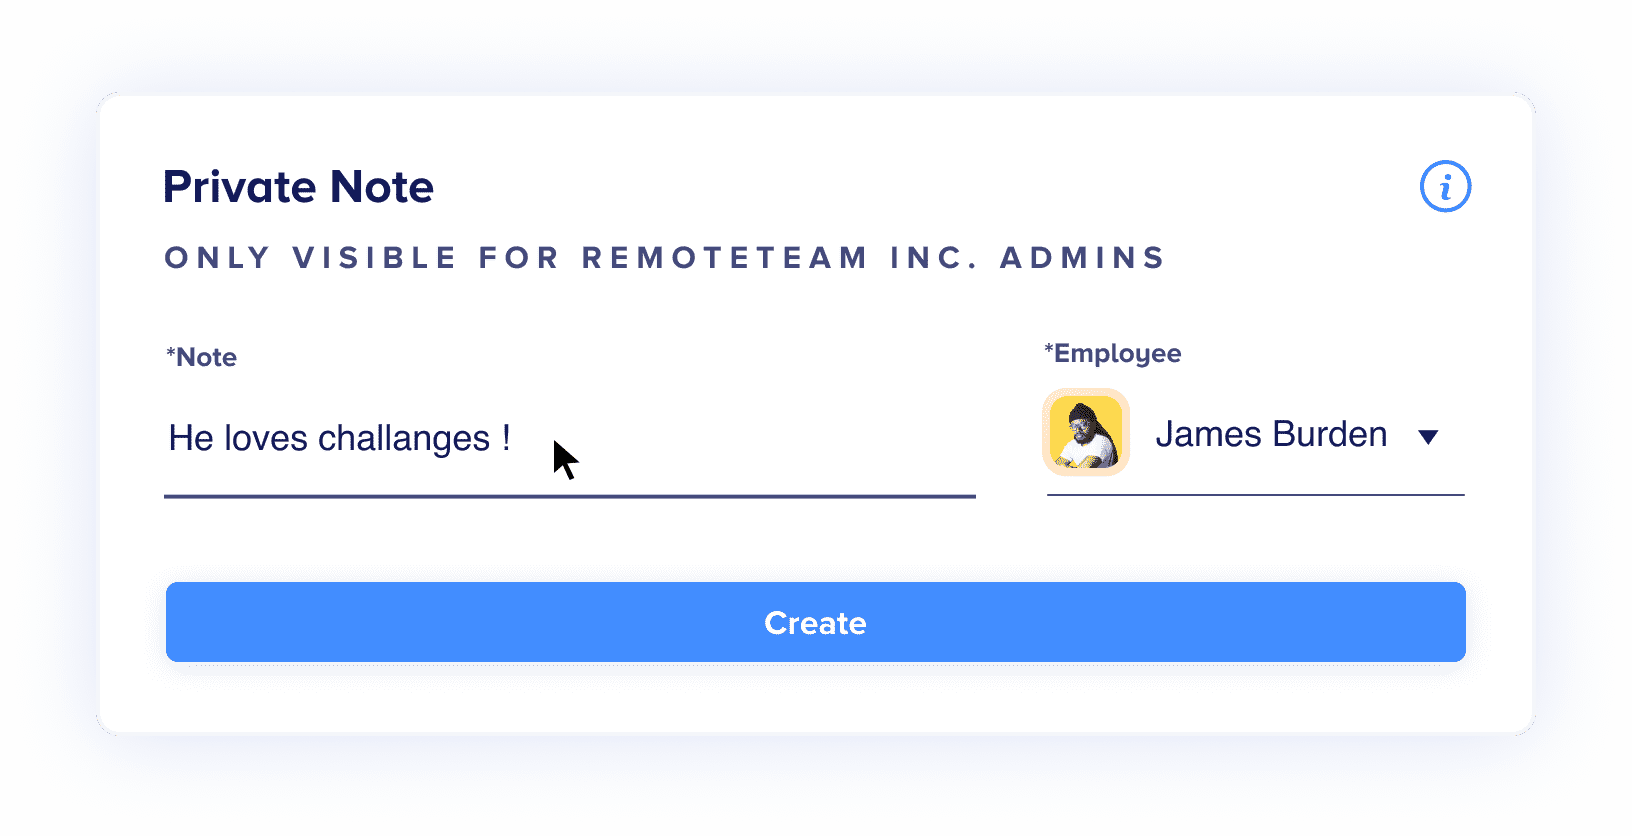 Private Note
ONLY VISIBLE FOR REMOTETEAM INC. ADMINS
*Note
*Employee
He loves challanges !
James Burden
Create